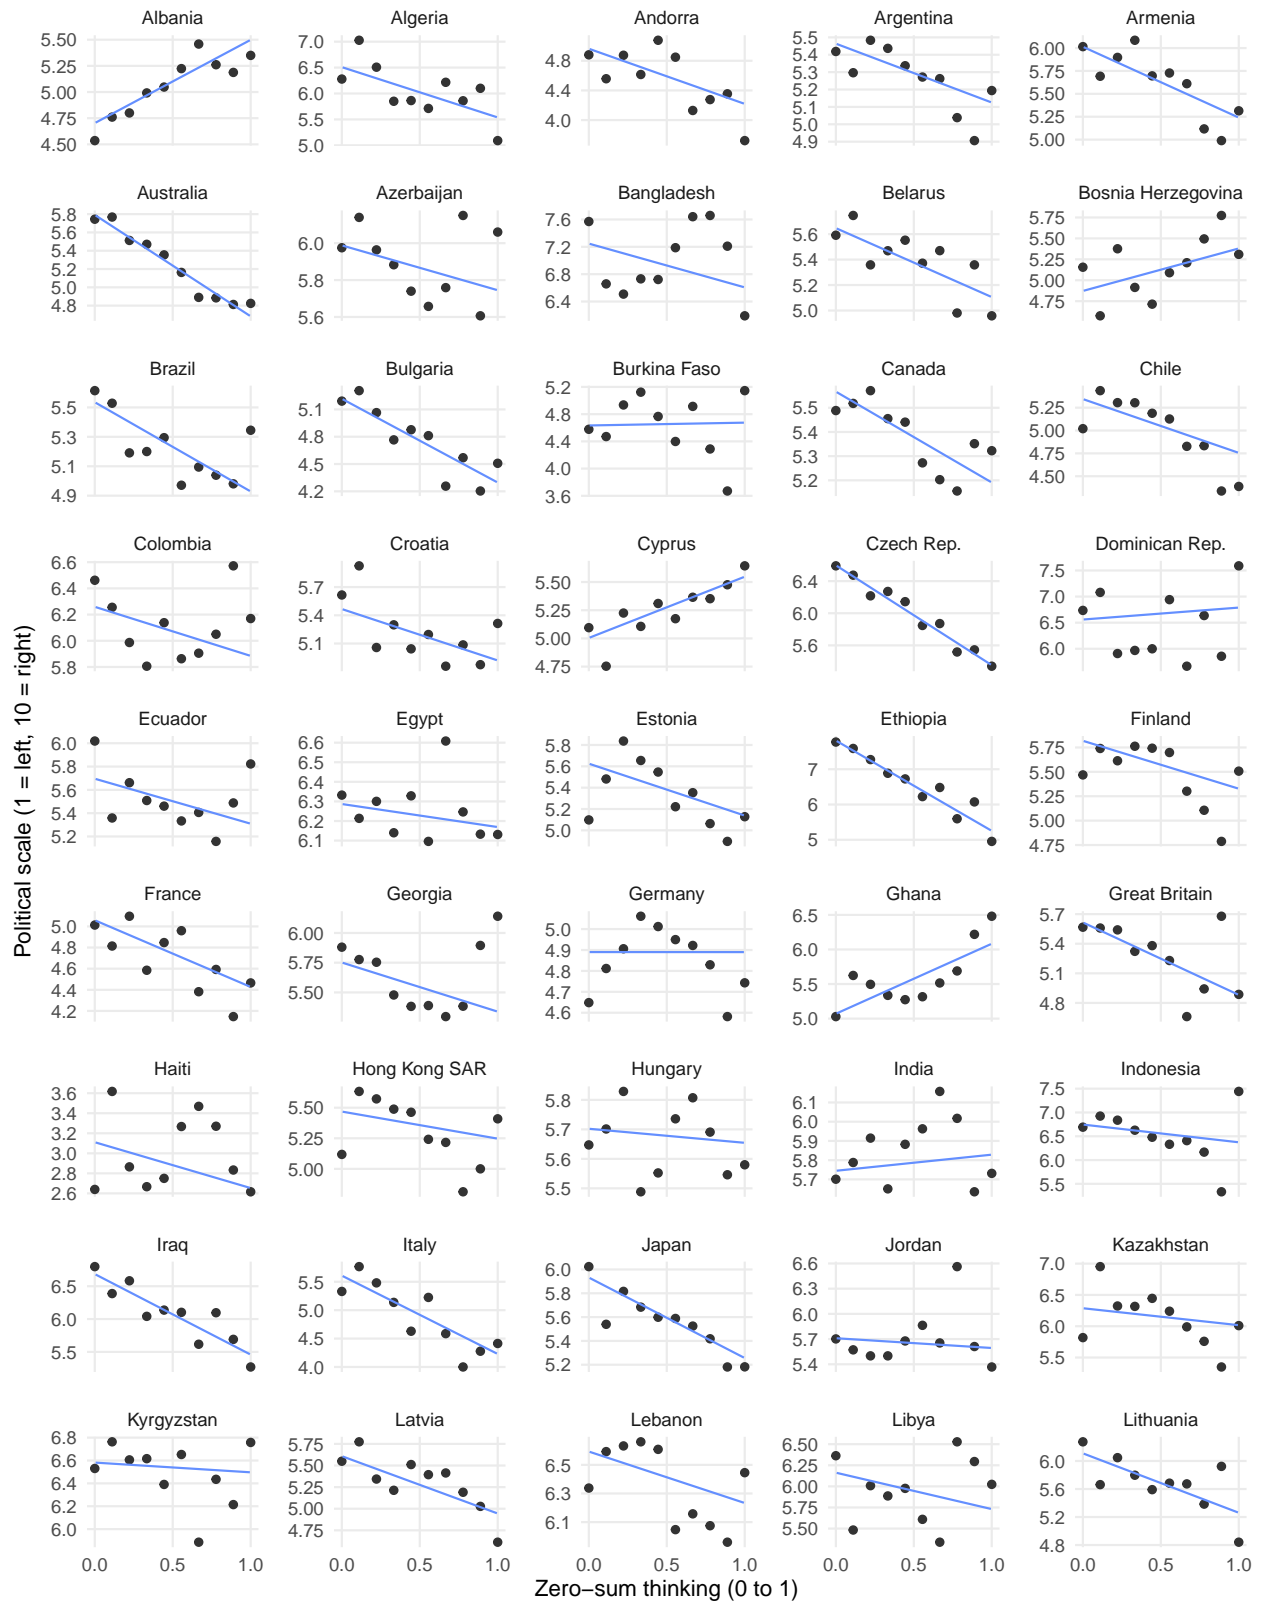 Albania Algeria Andorra Argentina Armenia
5.50 7.0 4.8 5.5 6.00
5.25 6.5 4.4 5.4 5.75
5.00 6.0 4.0 5.3 5.50
4.75 5.5 5.2 5.25
4.50 5.0 5.1 5.00
5.0
4.9
Australia Azerbaijan Bangladesh Belarus Bosnia Herzegovina
5.8 6.0 7.6 5.6 5.75
5.6 5.8 7.2 5.4 5.50
5.4 5.6 6.8 5.2 5.25
5.2 6.4 5.0 5.00
5.0 4.75
4.8
Brazil Bulgaria Burkina Faso Canada Chile
5.5 5.1 5.2 5.5 5.25
5.3 4.8 4.8 5.4 5.00
5.1 4.5 4.4 5.3 4.75
4.9 4.2 4.0 5.2 4.50
3.6
Colombia Croatia Cyprus Czech Rep. Dominican Rep.
6.6 5.7 5.50 6.4 7.5
6.4 5.4 5.25 6.0 7.0
6.2 5.1 5.00 5.6 6.5
6.0 4.75 6.0
5.8
Ecuador Egypt Estonia Ethiopia Finland
6.0 6.6 5.8 7 5.75
5.8 6.5 5.6 6 5.50
5.6 6.4 5.4 5 5.25
5.4 6.3 5.2 5.00
5.2 6.2 5.0 4.75
6.1
France Georgia Germany Ghana Great Britain
5.0 6.00 5.0 6.5 5.7
4.8 5.75 4.9 6.0 5.4
4.6 5.50 4.8 5.5 5.1
4.4 4.7 5.0 4.8
4.2 4.6
Haiti Hong Kong SAR Hungary India Indonesia
3.6 5.50 5.8 6.1 7.5
3.4 5.25 5.7 6.0 7.0
3.2 5.00 5.6 5.9 6.5
3.0 5.5 5.8 6.0
2.8 5.7 5.5
2.6
Iraq Italy Japan Jordan Kazakhstan
6.5 5.5 6.0 6.6 7.0
6.0 5.0 5.8 6.3 6.5
5.5 4.5 5.6 6.0 6.0
4.0 5.4 5.7 5.5
5.2 5.4
Kyrgyzstan Latvia Lebanon Libya Lithuania
6.8 5.75 6.5 6.50 6.0
6.6 5.50 6.3 6.25 5.6
6.4 5.25 6.1 6.00 5.2
6.2 5.00 5.75 4.8
6.0 4.75 5.50
0.0 0.5 1.0 0.0 0.5 1.0 0.0 0.5 1.0 0.0 0.5 1.0 0.0 0.5 1.0
Zero−sum thinking (0 to 1)
Political scale (1 = left, 10 = right)